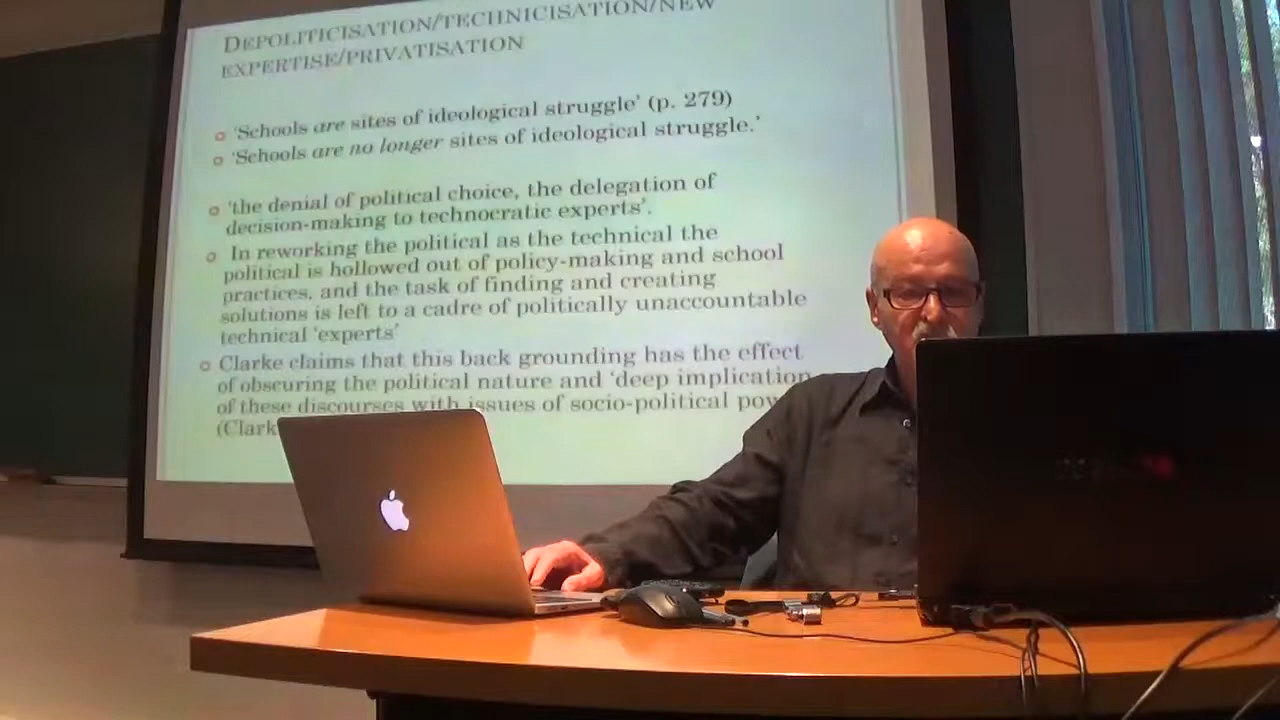 DEPOLITICISATION/TECHNICISATION/NEW
EXPERTISE/PRIVATISATION
'Schools are sites of ideological struggle' (p. 279)
'Schools are no longer sites of ideological struggle.'
'the denial of political choice, the delegation of
decision-making to technocratic experts'.
In reworking the political as the technical the
political is hollowed out of policy-making and school
practices, and the task of finding and creating
solutions is left to a cadre of politically unaccountable
technical 'experts'
Clarke claims that this back grounding has the effect
of obscuring the political nature and 'deep implication
of these discourses with issues of socio-political
(Clark